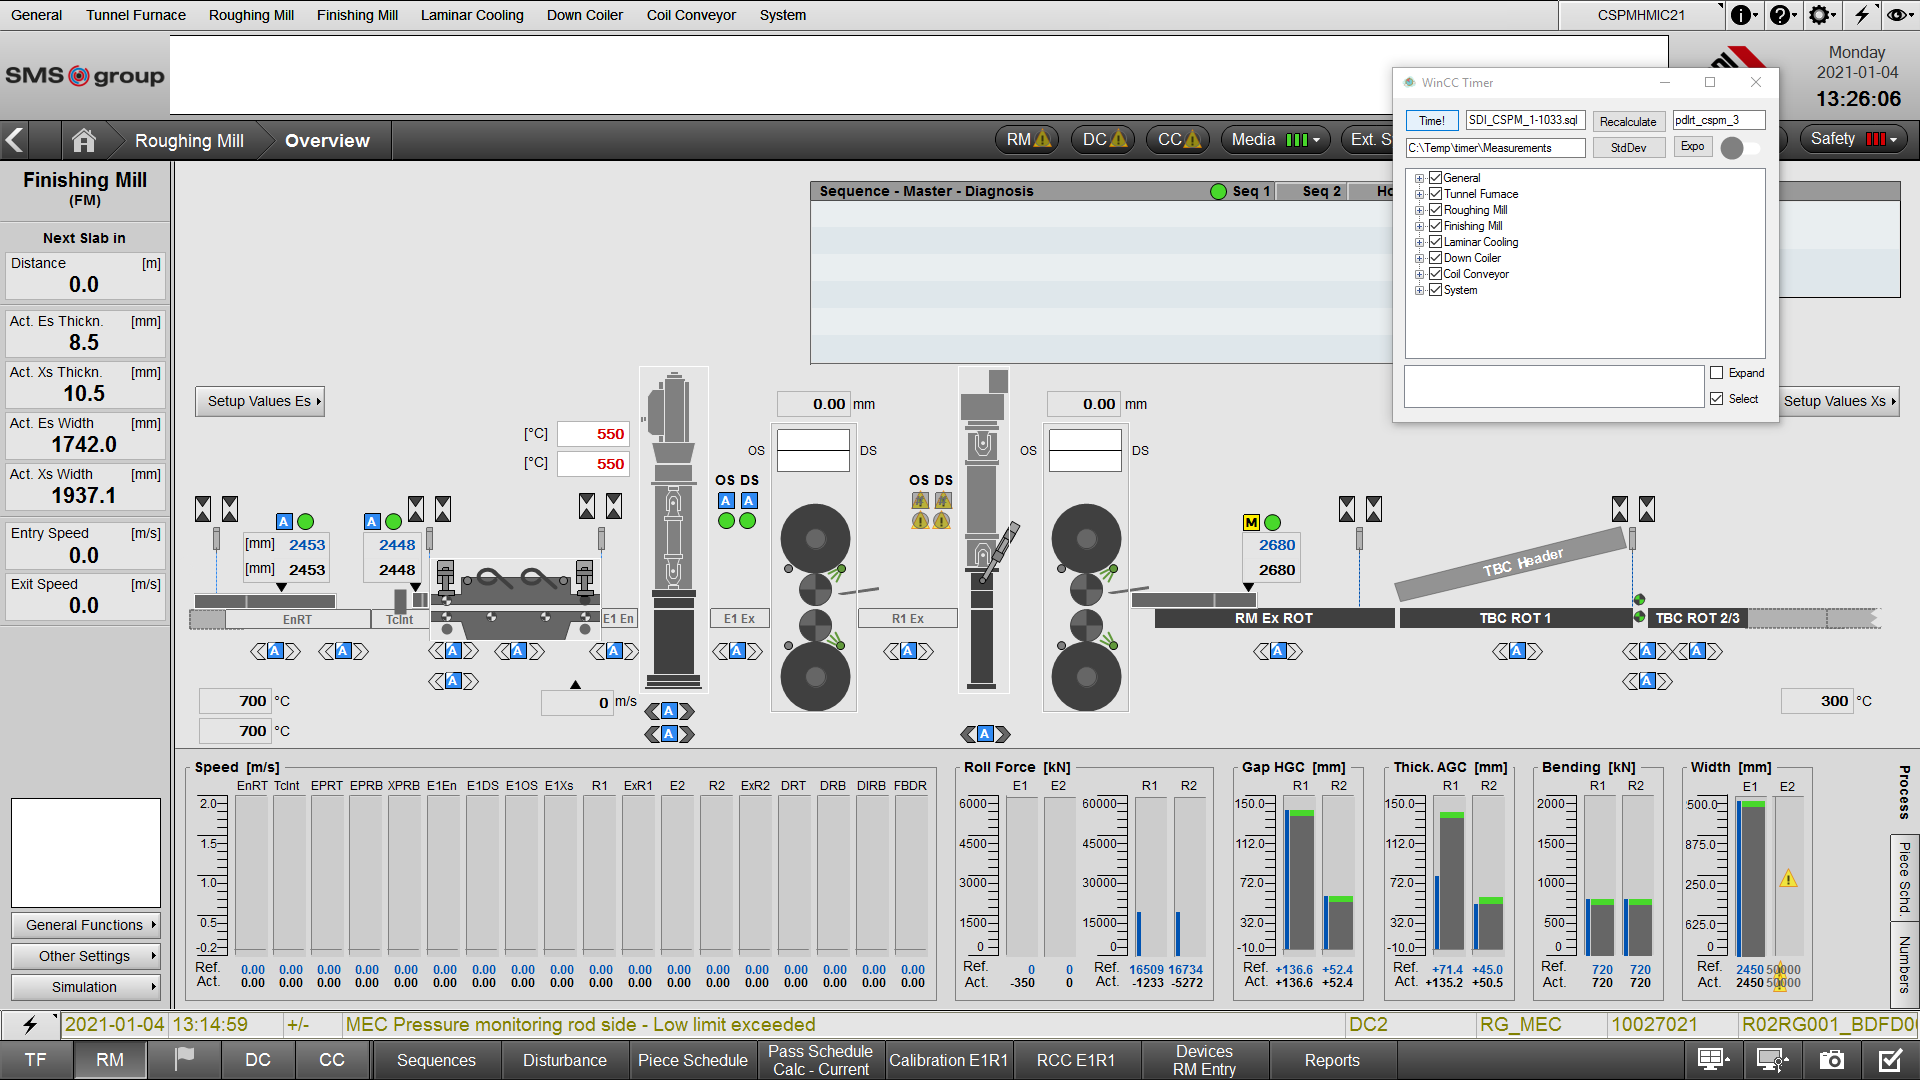 General Tunnel Furnace Roughing Mill Finishing Mill Laminar Cooling Down Coiler Coil Conveyor System CSPMHMIC21
SMS group
Monday
2021-01-04
13:26:06
WinCC Timer
Time! SDI_CSPM_1-1033.sql Recalculate pdlrt_cspm_3
C:\Temp\timer\Measurements StdDev Expo
General
Tunnel Furnace
Roughing Mill
Finishing Mill
Laminar Cooling
Down Coiler
Coil Conveyor
System
Expand
Select
Roughing Mill Overview RM DC CC Media Ext. S Safety
Finishing Mill
(FM)
Next Slab in
Distance [m]
0.0
Act. Es Thickn. [mm]
8.5
Act. Xs Thickn. [mm]
10.5
Act. Es Width [mm]
1742.0
Act. Xs Width [mm]
1937.1
Entry Speed [m/s]
0.0
Exit Speed [m/s]
0.0
General Functions
Other Settings
Simulation
Sequence - Master - Diagnosis Seq 1 Seq 2
Setup Values Es
Setup Values Xs
0.00 mm 0.00 mm
[°C] 550
[°C] 550
OS DS OS DS
OS DS OS DS
A A
A A M
[mm] 2453 2448 2680
[mm] 2453 2448 2680
TBC Header
EnRT TcInt E1 En E1 Ex R1 Ex RM Ex ROT TBC ROT 1 TBC ROT 2/3
A A A A A A A A A A A
A A
700 °C 0 m/s 300 °C
700 °C
A
A A
Speed [m/s]
EnRT TcInt EPRT EPRB XPRB E1En E1DS E1OS E1Xs R1 ExR1 E2 R2 ExR2 DRT DRB DIRB FBDR
2.0
1.5
1.0
0.5
-0.2
Ref. 0.00 0.00 0.00 0.00 0.00 0.00 0.00 0.00 0.00 0.00 0.00 0.00 0.00 0.00 0.00 0.00 0.00 0.00
Act. 0.00 0.00 0.00 0.00 0.00 0.00 0.00 0.00 0.00 0.00 0.00 0.00 0.00 0.00 0.00 0.00 0.00 0.00
Roll Force [kN]
E1 E2 R1 R2
6000 60000
4500 45000
3000 30000
1500 15000
0 0
Ref. 0 0 Ref. 16509 16734
Act. -350 0 Act. -1233 -5272
Gap HGC [mm]
R1 R2
150.0
112.0
72.0
32.0
-10.0
Ref. +136.6 +52.4
Act. +136.6 +52.4
Thick. AGC [mm]
R1 R2
150.0
112.0
72.0
32.0
-10.0
Ref. +71.4 +45.0
Act. +135.2 +50.5
Bending [kN]
R1 R2
2000
1500
1000
500
0
Ref. 720 720
Act. 720 720
Width [mm]
E1 E2
500.0
875.0
250.0
625.0
0
Ref. 2450 50000
Act. 2450 50000
Process
Piece Schd.
Numbers
2021-01-04 13:14:59 +/- MEC Pressure monitoring rod side - Low limit exceeded DC2 RG_MEC 10027021
TF RM DC CC Sequences Disturbance Piece Schedule Pass Schedule Calc - Current Calibration E1R1 RCC E1R1 Devices RM Entry Reports